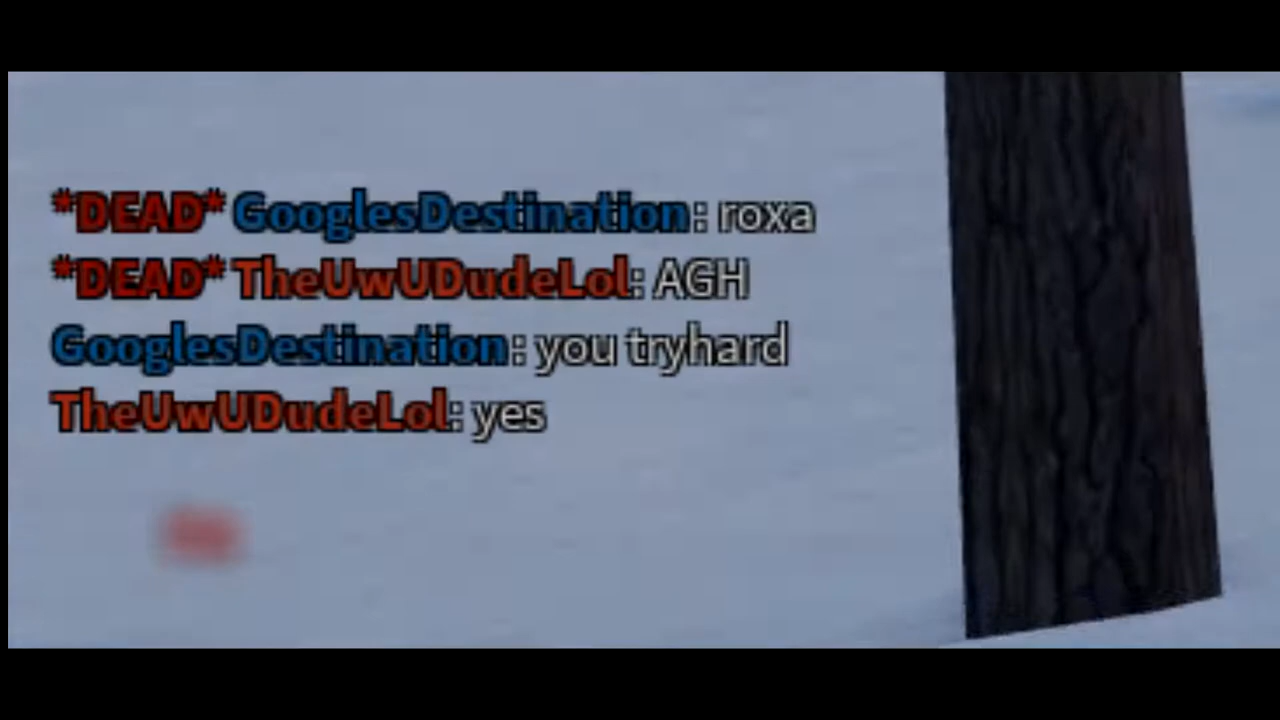 *DEAD* GooglesDestination: roxa
*DEAD* TheUwUDudeLol: AGH
GooglesDestination: you tryhard
TheUwUDudeLol: yes